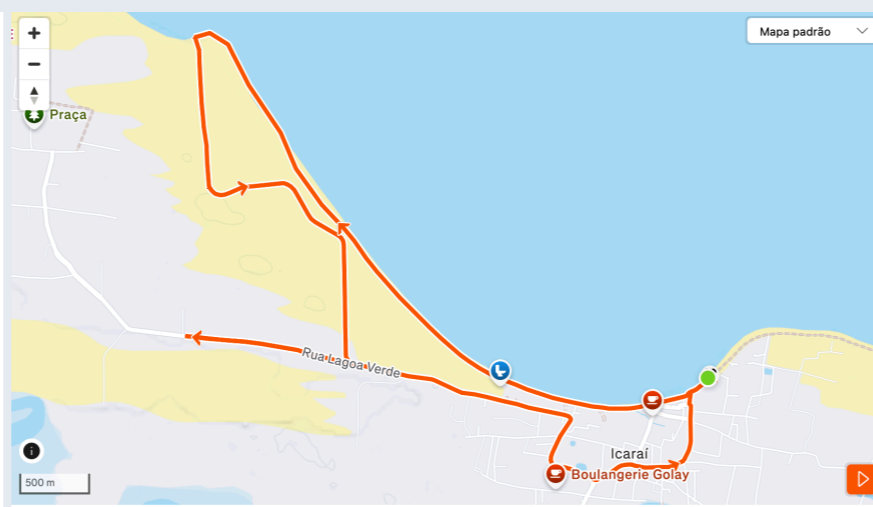 Mapa padrão
Praça
Rua Lagoa Verde
Icaraí
Boulangerie Golay
500 m